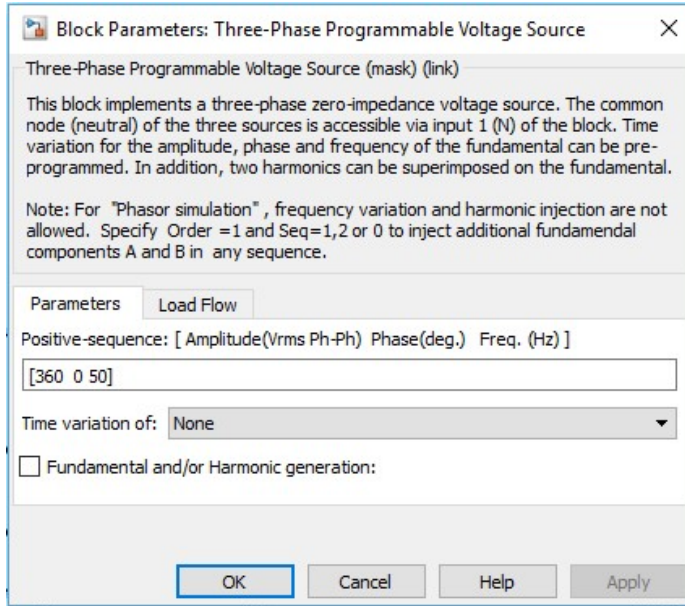 Block Parameters: Three-Phase Programmable Voltage Source
Three-Phase Programmable Voltage Source (mask) (link)
This block implements a three-phase zero-impedance voltage source. The common
node (neutral) of the three sources is accessible via input 1 (N) of the block. Time
variation for the amplitude, phase and frequency of the fundamental can be pre-
programmed. In addition, two harmonics can be superimposed on the fundamental.
Note: For "Phasor simulation" , frequency variation and harmonic injection are not
allowed. Specify Order =1 and Seq=1,2 or 0 to inject additional fundamendal
components A and B in any sequence.
Parameters Load Flow
Positive-sequence: [ Amplitude(Vrms Ph-Ph) Phase(deg.) Freq. (Hz) ]
[360 0 50]
Time variation of: None
Fundamental and/or Harmonic generation:
OK Cancel Help Apply